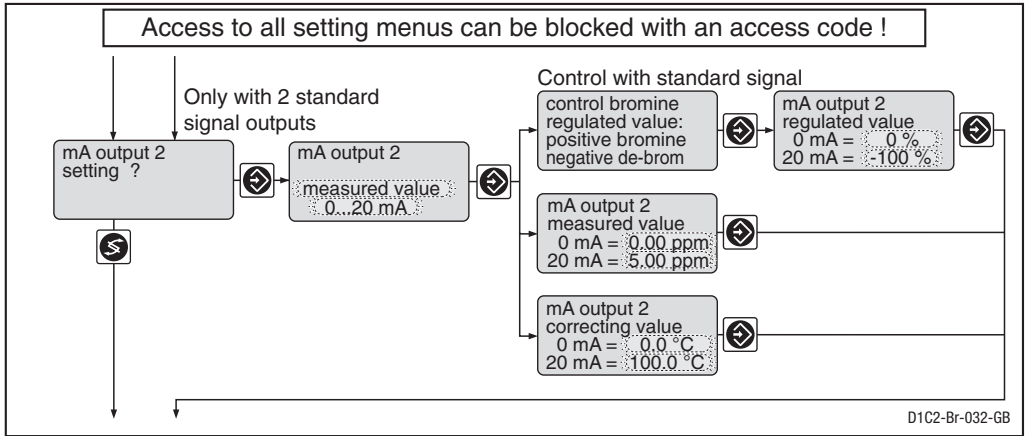 Access to all setting menus can be blocked with an access code !
Only with 2 standard
signal outputs
mA output 2
setting ?
mA output 2
measured value
0...20 mA
Control with standard signal
control bromine
regulated value:
positive bromine
negative de-brom
mA output 2
regulated value
0 mA = 0 %
20 mA = -100 %
mA output 2
measured value
0 mA = 0.00 ppm
20 mA = 5.00 ppm
mA output 2
correcting value
0 mA = 0.0 °C
20 mA = 100.0 °C
D1C2-Br-032-GB